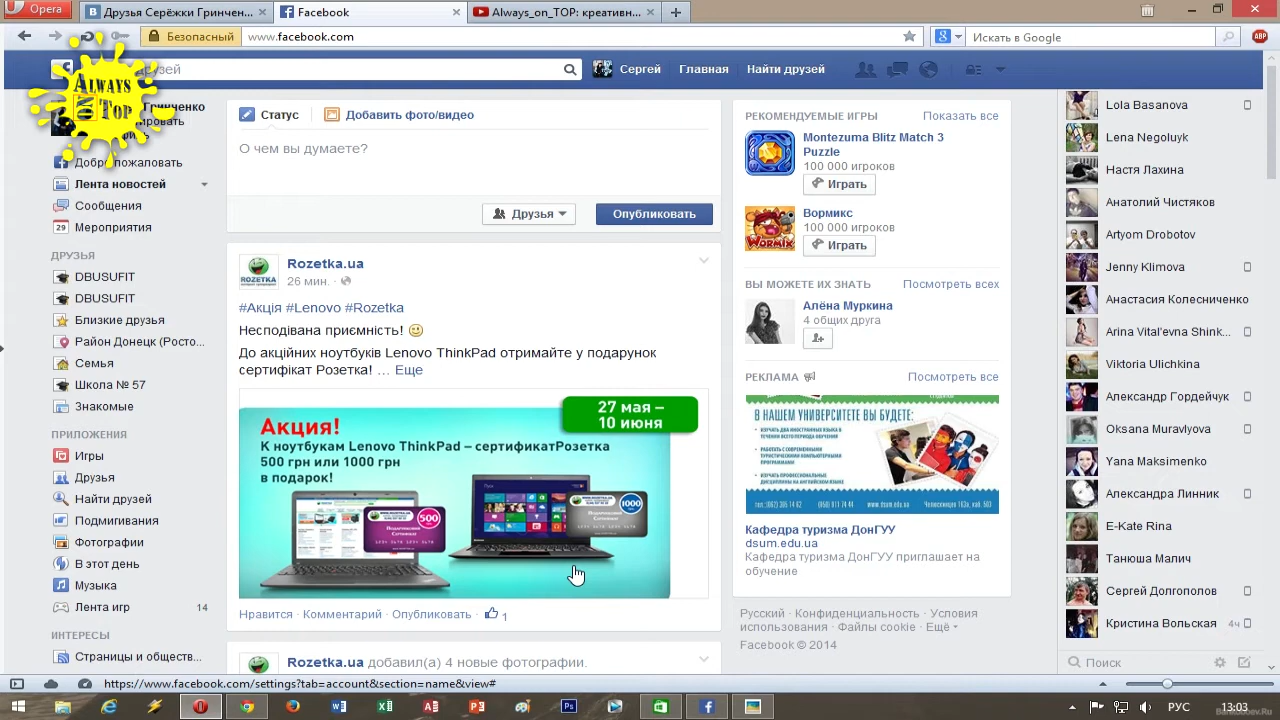 Opera
Добавле...
Facebook
Always_on_TOP: креативн...
Безопасный
www.facebook.com
Искать в Google
ABP
ALWAYS
ON
TOP
друзей
Сергей
Главная
Найти друзей
Гринченко
Добро пожаловать
Лента новостей
Сообщения
29 Мероприятия
ДРУЗЬЯ
DBUSUFIT
DBUSUFIT
Близкие друзья
Район Донецк (Росто...
Семья
Школа № 57
Знакомые
ПРИЛОЖЕНИЯ
Игры
Друзья
Найти друзей
Подмигивания
Фотографии
В этот день
Музыка
Лента игр 14
ИНТЕРЕСЫ
Страницы и обществ...
Статус
Добавить фото/видео
О чем вы думаете?
Друзья
Опубликовать
Rozetka.ua
26 мин. ·
#Акція #Lenovo #Rozetka
Несподівана приємність!
До акційних ноутбуків Lenovo ThinkPad отримайте у подарунок
сертифікат Розетка! … Еще
27 мая –
10 июня
Акция!
К ноутбукам Lenovo ThinkPad – сертификатРозетка
500 грн или 1000 грн
в подарок!
500
1000
Нравится · Комментарий · Опубликовать · 1
Rozetka.ua добавил(а) 4 новые фотографии.
РЕКОМЕНДУЕМЫЕ ИГРЫ
Показать все
Montezuma Blitz Match 3
Puzzle
100 000 игроков
Играть
WORMIX
Вормикс
100 000 игроков
Играть
ВЫ МОЖЕТЕ ИХ ЗНАТЬ
Посмотреть всех
Алёна Муркина
4 общих друга
РЕКЛАМА
Посмотреть все
В НАШЕМ УНИВЕРСИТЕТЕ ВЫ БУДЕТЕ:
Кафедра туризма ДонГУУ
dsum.edu.ua
Кафедра туризма ДонГУУ приглашает на
обучение
Русский · Конфиденциальность · Условия
использования · Файлы cookie · Ещё
Facebook © 2014
Lola Basanova
Lena Negoluyk
Настя Лахина
Анатолий Чистяков
Artyom Drobotov
Jenny Klimova
Анастасия Колесниченко
Arina Vital'evna Shink...
Viktoria Ulichkina
Александр Гордейчук
Oksana Muravlyova
Yana Maksimenko
Александра Линник
E-Kate Rina
Танюша Малич
Сергей Долгополов
Кристина Вольская 4ч
Поиск
https://www.facebook.com/settings?tab=account&section=name&view#
РУС
13:03